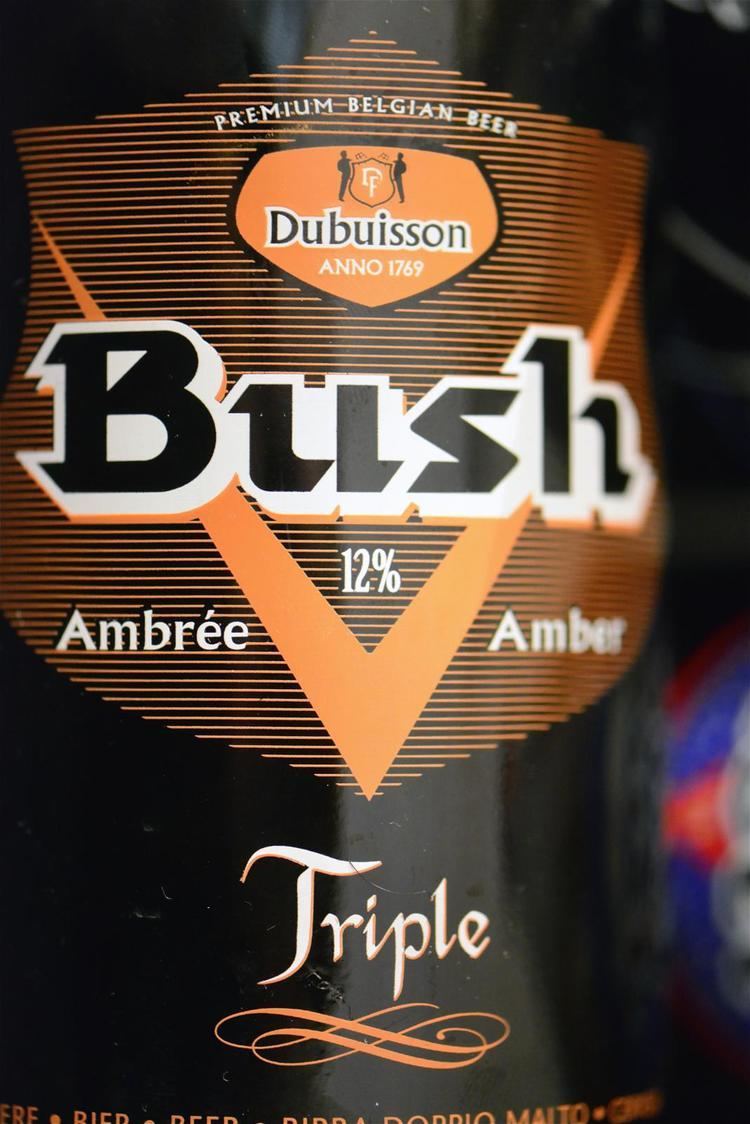 PREMIUM BELGIAN BEER
Dubuisson
ANNO 1769
Bush
12%
Ambrée Amber
Triple
BIER • BEER • BIRRA DOPPIO MALTO •